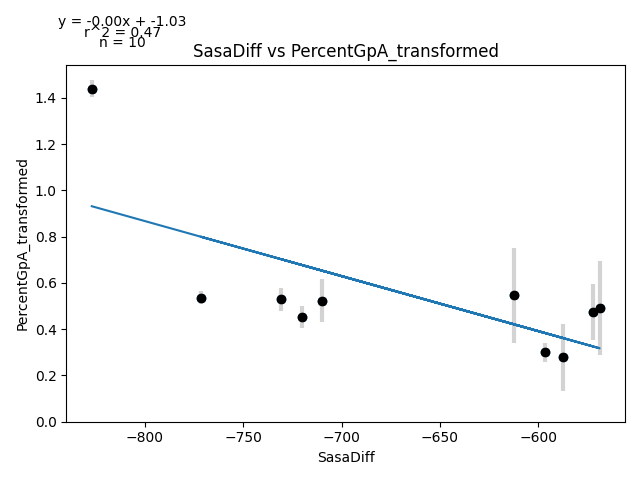 y = -0.00x + -1.03
r^2 = 0.47
n = 10
SasaDiff vs PercentGpA_transformed
PercentGpA_transformed
1.4
1.2
1.0
0.8
0.6
0.4
0.2
0.0
−800
−750
−700
−650
−600
SasaDiff